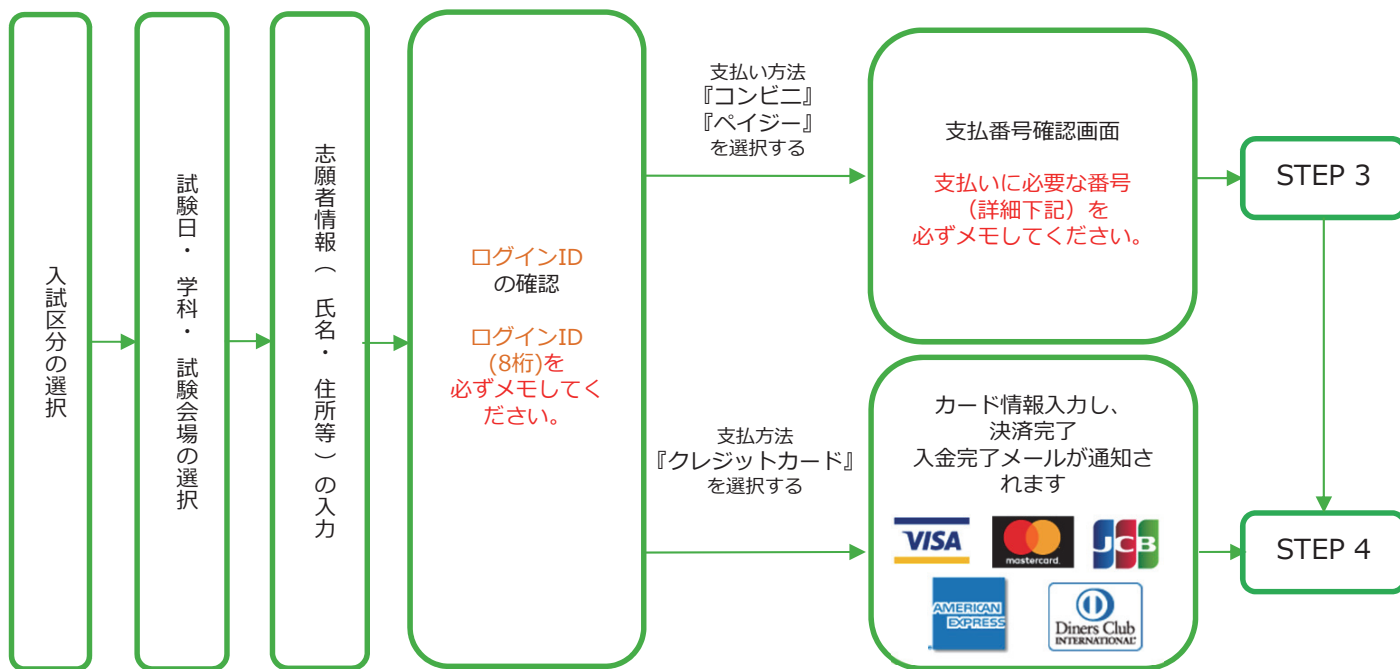 入試区分の選択
試験日・ 学科・ 試験会場の選択
志願者情報（ 氏名・ 住所等）の入力
ログインID
の確認
ログインID
(8桁)を
必ずメモしてく
ださい。
支払い方法
『コンビニ』
『ペイジー』
を選択する
支払番号確認画面
支払いに必要な番号
（詳細下記）を
必ずメモしてください。
STEP 3
支払方法
『クレジットカード』
を選択する
カード情報入力し、
決済完了
入金完了メールが通知さ
れます
VISA
mastercard.
JCB
AMERICAN
EXPRESS
Diners Club
INTERNATIONAL
STEP 4